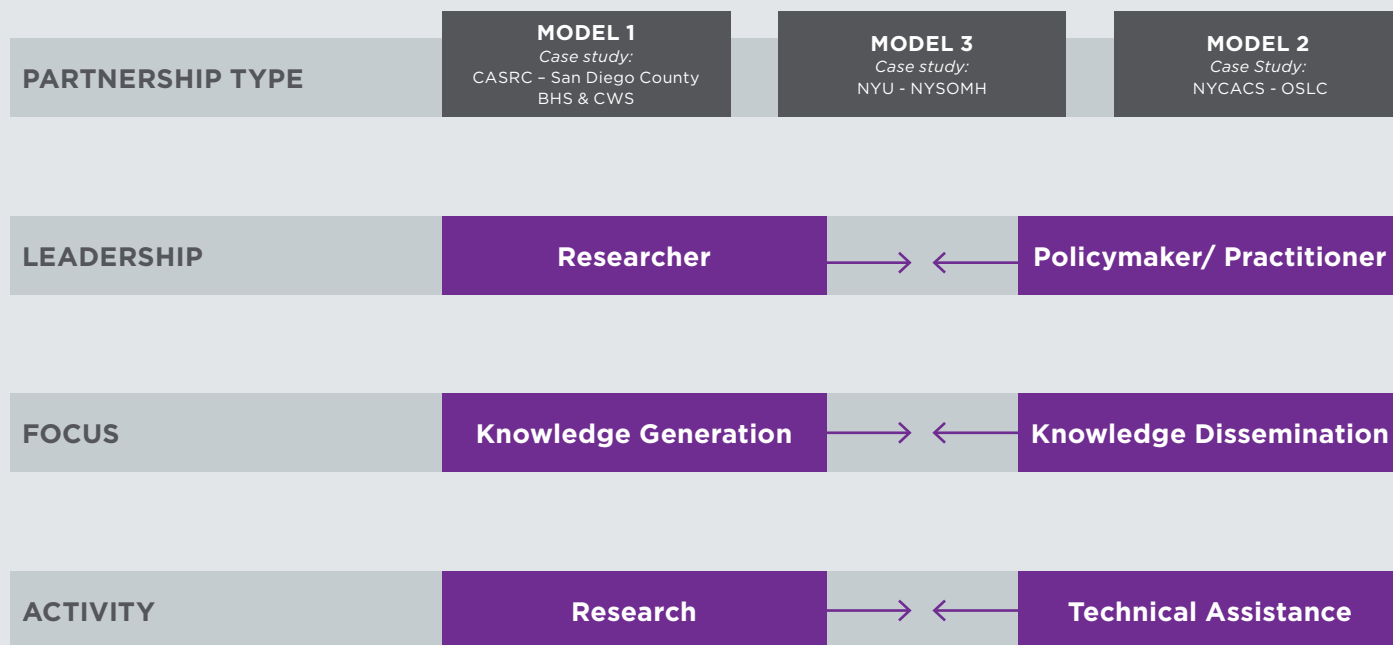 PARTNERSHIP TYPE
MODEL 1
Case study:
CASRC – San Diego County
BHS & CWS
MODEL 3
Case study:
NYU - NYSOMH
MODEL 2
Case Study:
NYCACS - OSLC
LEADERSHIP
Researcher
Policymaker/ Practitioner
FOCUS
Knowledge Generation
Knowledge Dissemination
ACTIVITY
Research
Technical Assistance